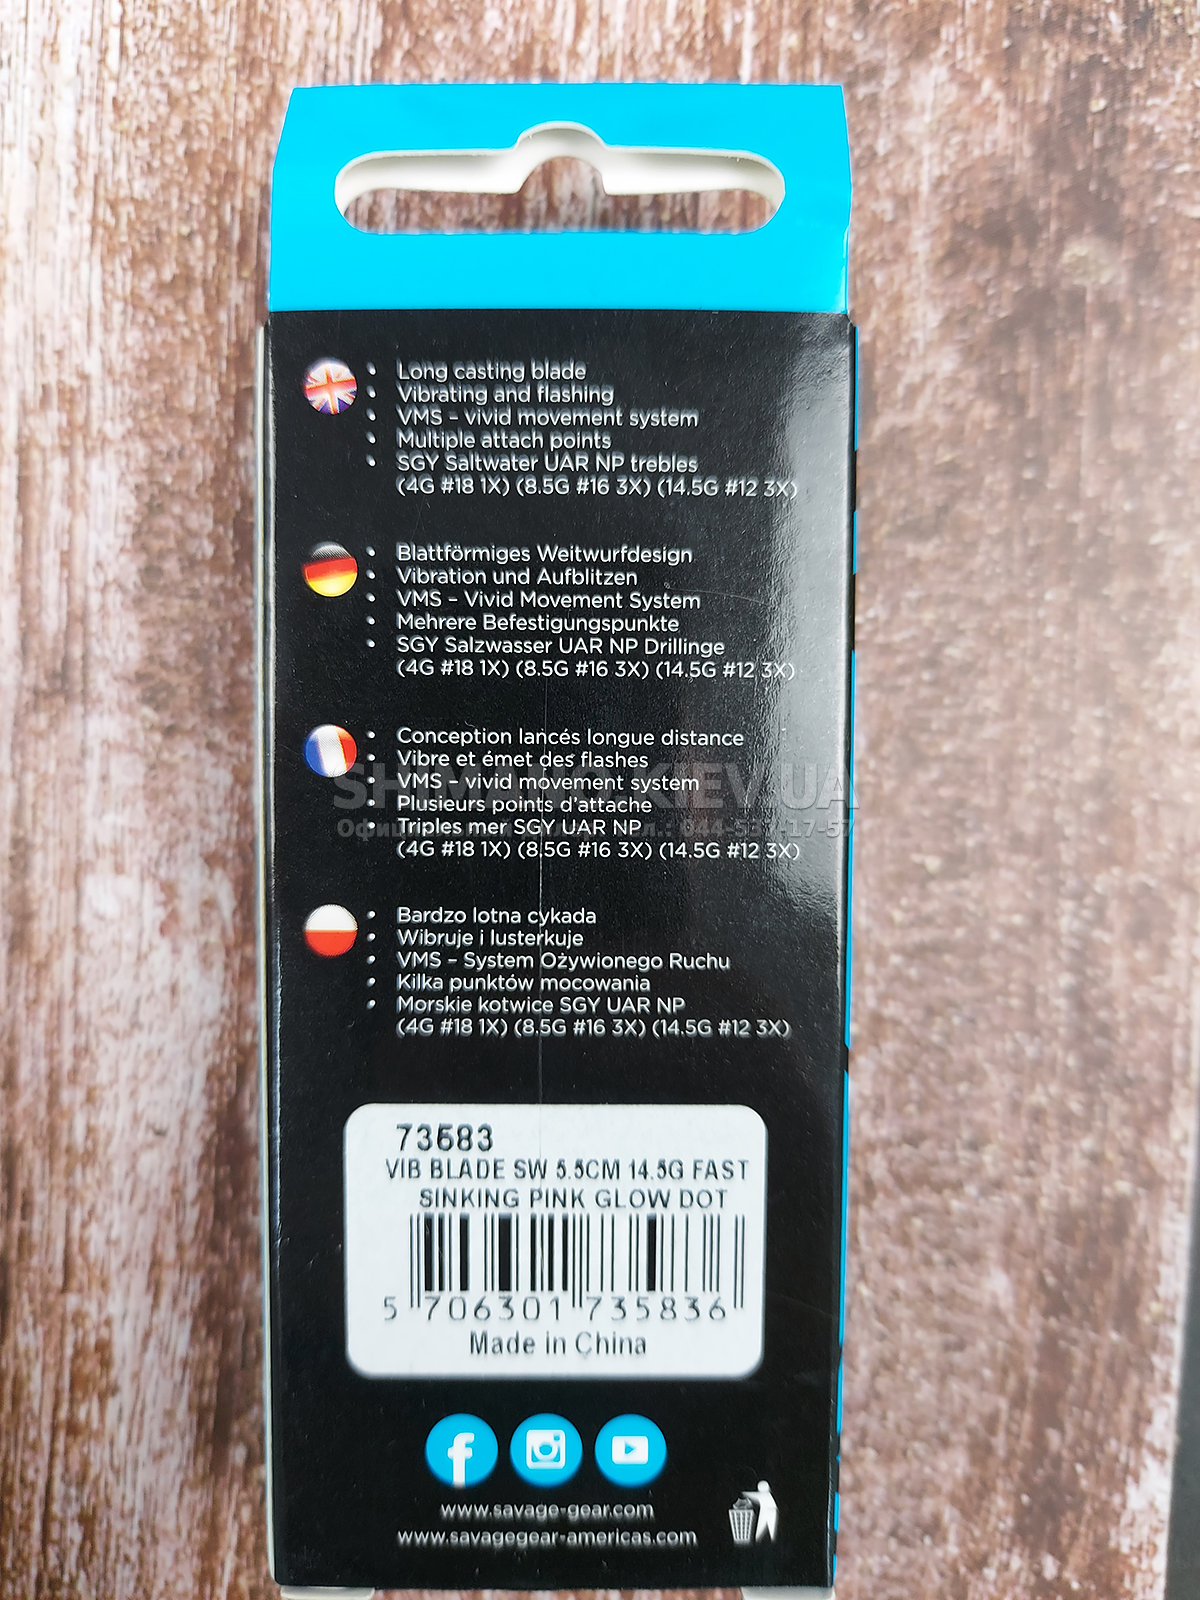 Long casting blade
Vibrating and flashing
VMS – vivid movement system
Multiple attach points
SGY Saltwater UAR NP trebles
(4G #18 1X) (8.5G #16 3X) (14.5G #12 3X)
Blattförmiges Weitwurfdesign
Vibration und Aufblitzen
VMS – Vivid Movement System
Mehrere Befestigungspunkte
SGY Salzwasser UAR NP Drillinge
(4G #18 1X) (8.5G #16 3X) (14.5G #12 3X)
Conception lancés longue distance
Vibre et émet des flashes
VMS – vivid movement system
Plusieurs points d'attache
Triples mer SGY UAR NP
(4G #18 1X) (8.5G #16 3X) (14.5G #12 3X)
SHIMANO.KIEV.UA
044-537-17-57
Bardzo lotna cykada
Wibruje i lusterkuje
VMS – System Ożywionego Ruchu
Kilka punktów mocowania
Morskie kotwice SGY UAR NP
(4G #18 1X) (8.5G #16 3X) (14.5G #12 3X)
73583
VIB BLADE SW 5.5CM 14.5G FAST
SINKING PINK GLOW DOT
5 706301 735836
Made in China
www.savage-gear.com
www.savagegear-americas.com